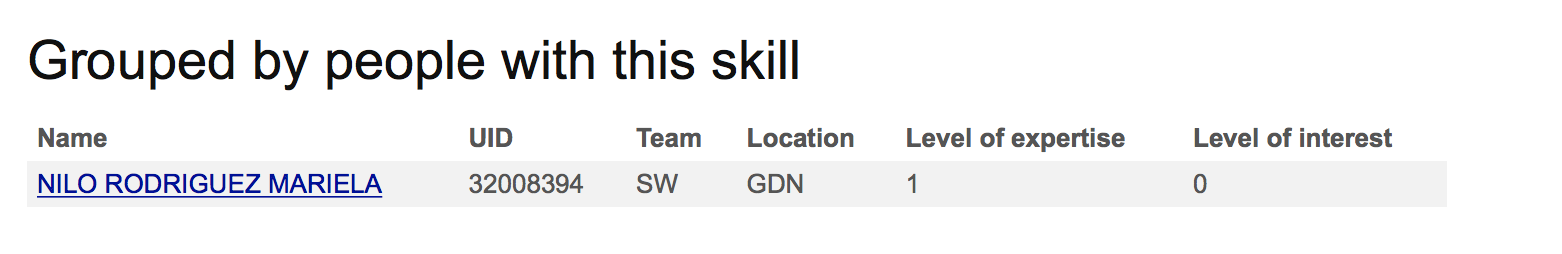 Grouped by people with this skill
Name UID Team Location Level of expertise Level of interest
NILO RODRIGUEZ MARIELA 32008394 SW GDN 1 0